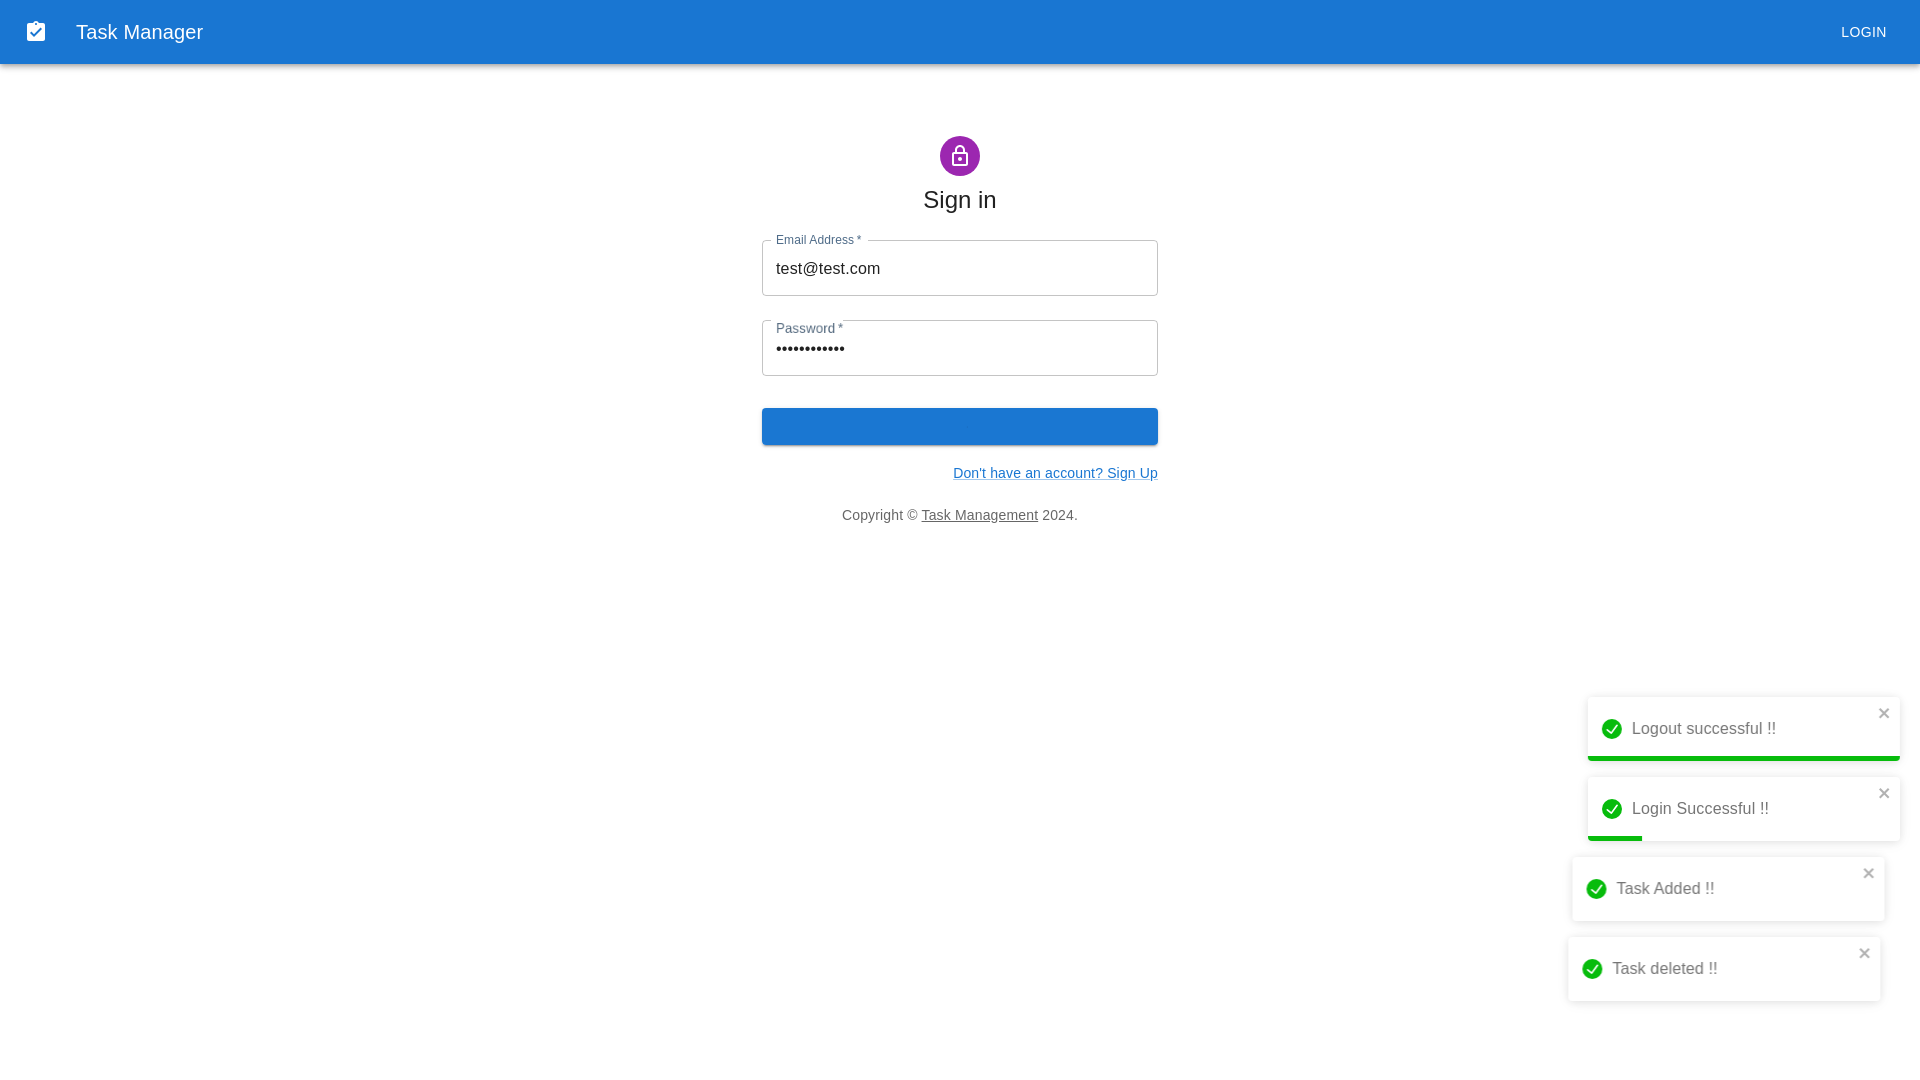 Task Manager
LOGIN
Sign in
Email Address *
test@test.com
Password *
••••••••••••
Don't have an account? Sign Up
Copyright © Task Management 2024.
Logout successful !!
Login Successful !!
Task Added !!
Task deleted !!